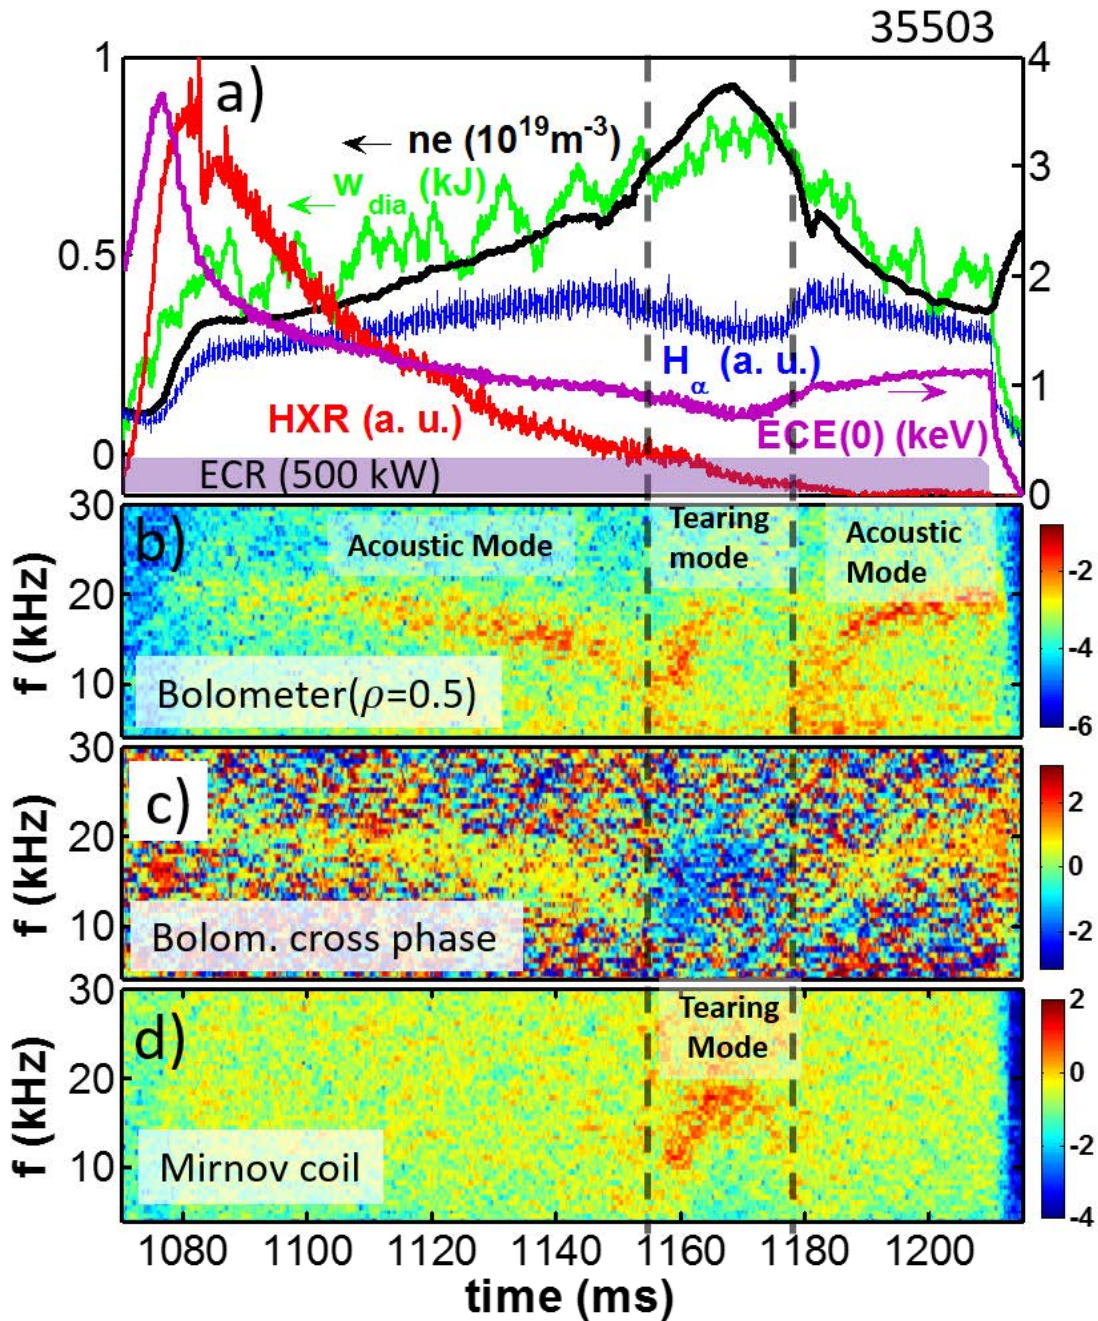 35503
1
4
a)
ne (10¹⁹m⁻³)
w_dia (kJ)
3
0.5
2
H_α (a. u.)
1
HXR (a. u.)
ECE(0) (keV)
0
ECR (500 kW)
0
30
b)
Acoustic Mode
Tearing
mode
Acoustic
Mode
20
10
f (kHz)
Bolometer(ρ=0.5)
-2
-4
-6
30
c)
20
10
f (kHz)
Bolom. cross phase
2
0
-2
30
d)
Tearing
Mode
20
10
f (kHz)
Mirnov coil
2
0
-2
-4
1080 1100 1120 1140 1160 1180 1200
time (ms)